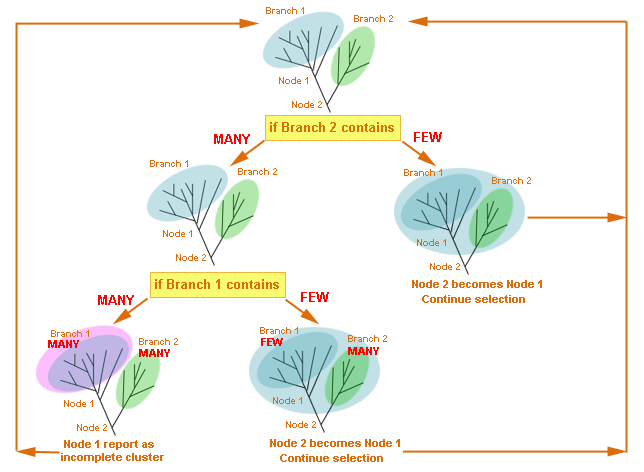 Branch 1
Branch 2
Node 1
Node 2
if Branch 2 contains
MANY
FEW
Branch 1
Branch 2
Node 1
Node 2
Branch 1
Branch 2
Node 1
Node 2
Node 2 becomes Node 1
Continue selection
if Branch 1 contains
MANY
FEW
Branch 1
MANY
Branch 2
MANY
Node 1
Node 2
Node 1 report as
incomplete cluster
Branch 1
FEW
Branch 2
MANY
Node 1
Node 2
Node 2 becomes Node 1
Continue selection